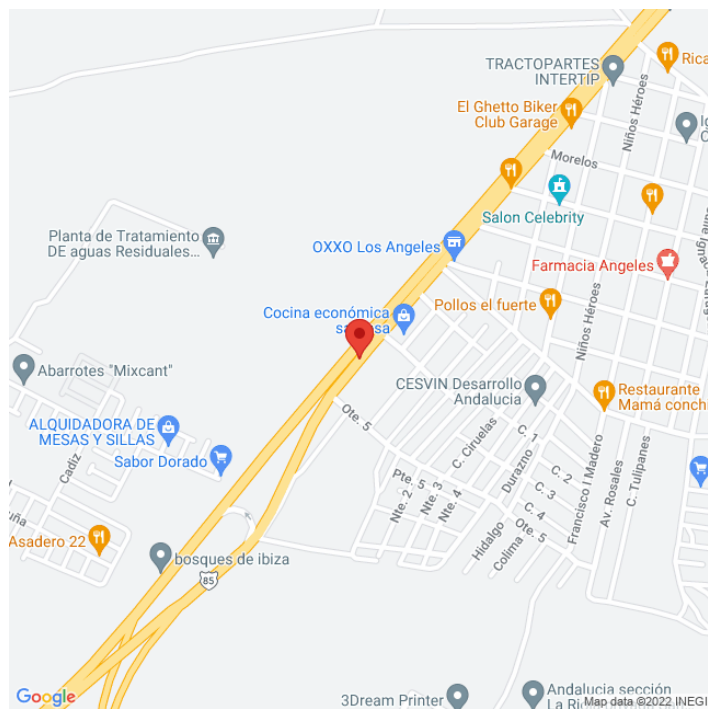 TRACTOPARTES
INTERTIP
Rica
El Ghetto Biker
Club Garage
Niños Héroes
Morelos
Salon Celebrity
Planta de Tratamiento
DE aguas Residuales...
OXXO Los Angeles
Farmacia Angeles
Cocina económica
Pollos el fuerte
Niños Héroes
Abarrotes "Mixcant"
CESVIN Desarrollo
Andalucia
Restaurante
Mamá conchi
ALQUIDADORA DE
MESAS Y SILLAS
Ote. 5
C. Ciruelas
C. 1
Sabor Dorado
Cadiz
Pte. 5
C. 2
Durazno
C. 3
Francisco I Madero
Av. Rosales
C. Tulipanes
Nte. 2
Nte. 3
Nte. 4
C. 4
Ote. 5
Hidalgo
Colima
Asadero 22
bosques de ibiza
85
Google
3Dream Printer
Andalucia sección
Map data ©2022 INEGI